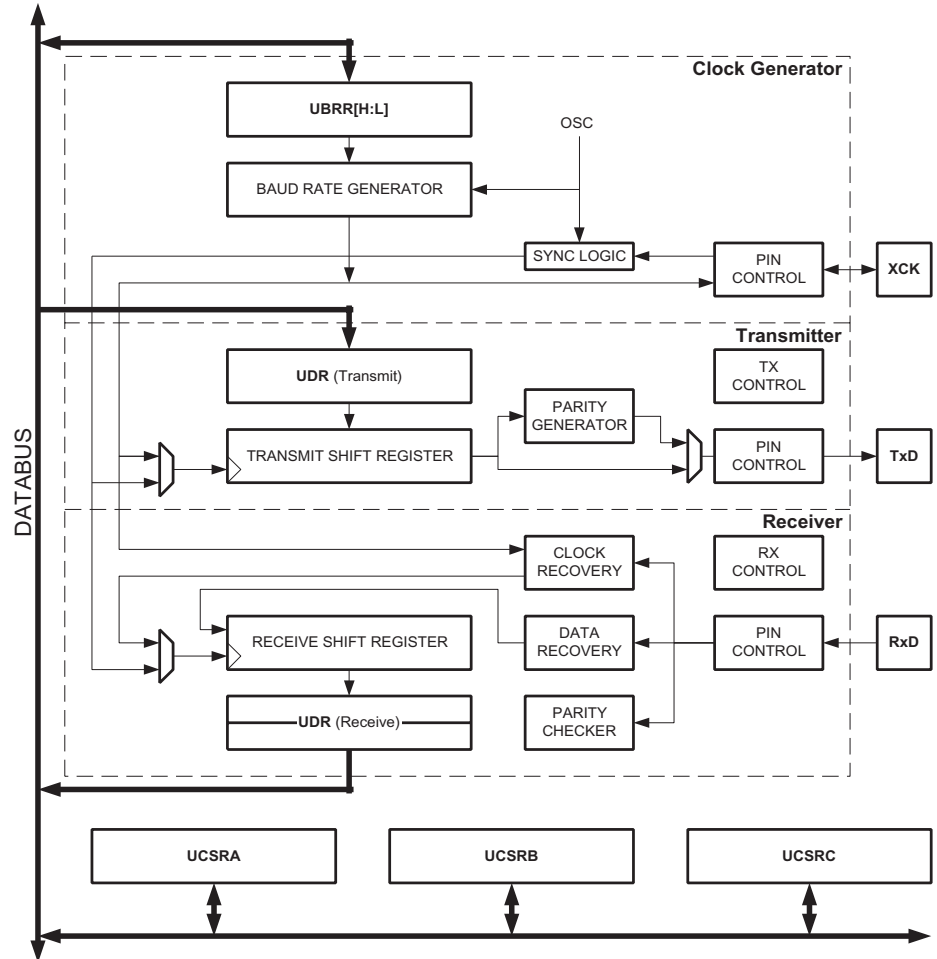 Clock Generator
UBRR[H:L]
OSC
BAUD RATE GENERATOR
SYNC LOGIC
PIN
CONTROL
XCK
Transmitter
UDR (Transmit)
TX
CONTROL
PARITY
GENERATOR
TRANSMIT SHIFT REGISTER
PIN
CONTROL
TxD
DATABUS
Receiver
CLOCK
RECOVERY
RX
CONTROL
RECEIVE SHIFT REGISTER
DATA
RECOVERY
PIN
CONTROL
RxD
UDR (Receive)
PARITY
CHECKER
UCSRA
UCSRB
UCSRC